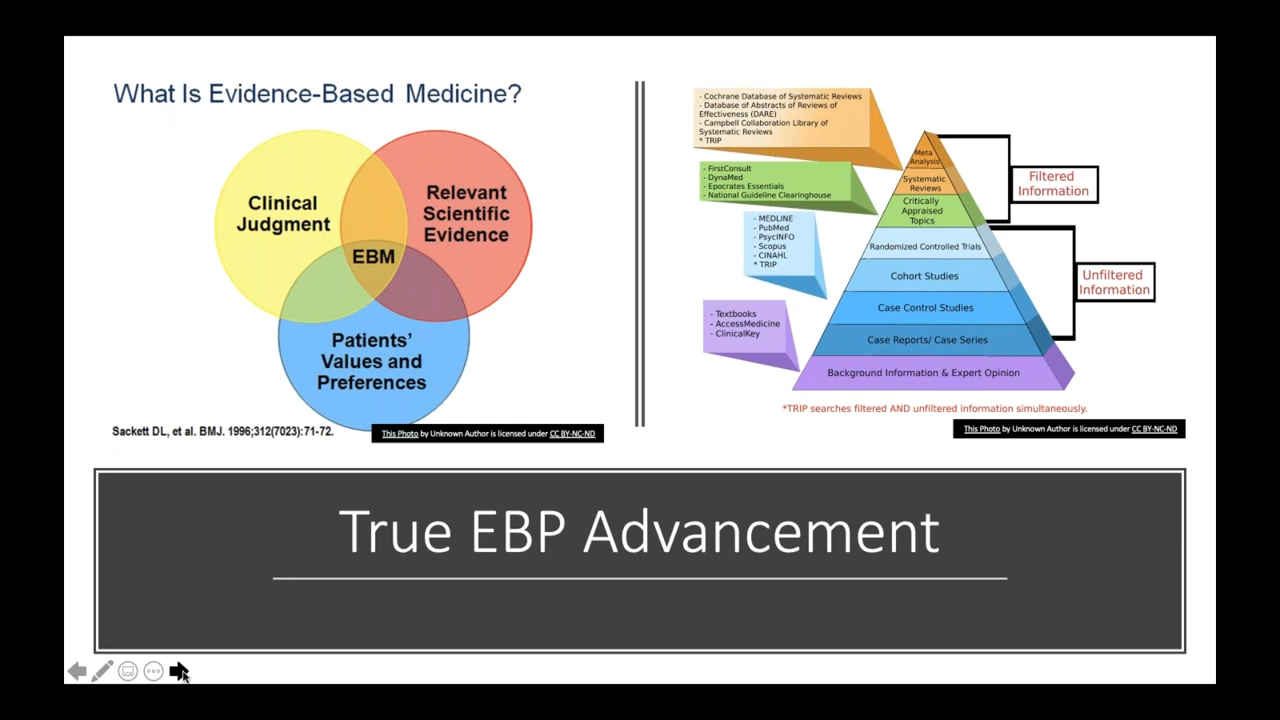 What Is Evidence-Based Medicine?
Clinical
Judgment
Relevant
Scientific
Evidence
EBM
Patients’
Values and
Preferences
Sackett DL, et al. BMJ. 1996;312(7023):71-72.
This Photo by Unknown Author is licensed under CC BY-NC-ND
- Cochrane Database of Systematic Reviews
- Database of Abstracts of Reviews of
Effectiveness (DARE)
- Campbell Collaboration Library of
Systematic Reviews
* TRIP
- FirstConsult
- DynaMed
- Epocrates Essentials
- National Guideline Clearinghouse
- MEDLINE
- PubMed
- PsycINFO
- Scopus
- CINAHL
* TRIP
- Textbooks
- AccessMedicine
- ClinicalKey
Meta
Analysis
Systematic
Reviews
Critically
Appraised
Topics
Randomized Controlled Trials
Cohort Studies
Case Control Studies
Case Reports/ Case Series
Background Information & Expert Opinion
Filtered
Information
Unfiltered
Information
*TRIP searches filtered AND unfiltered information simultaneously.
This Photo by Unknown Author is licensed under CC BY-NC-ND
True EBP Advancement